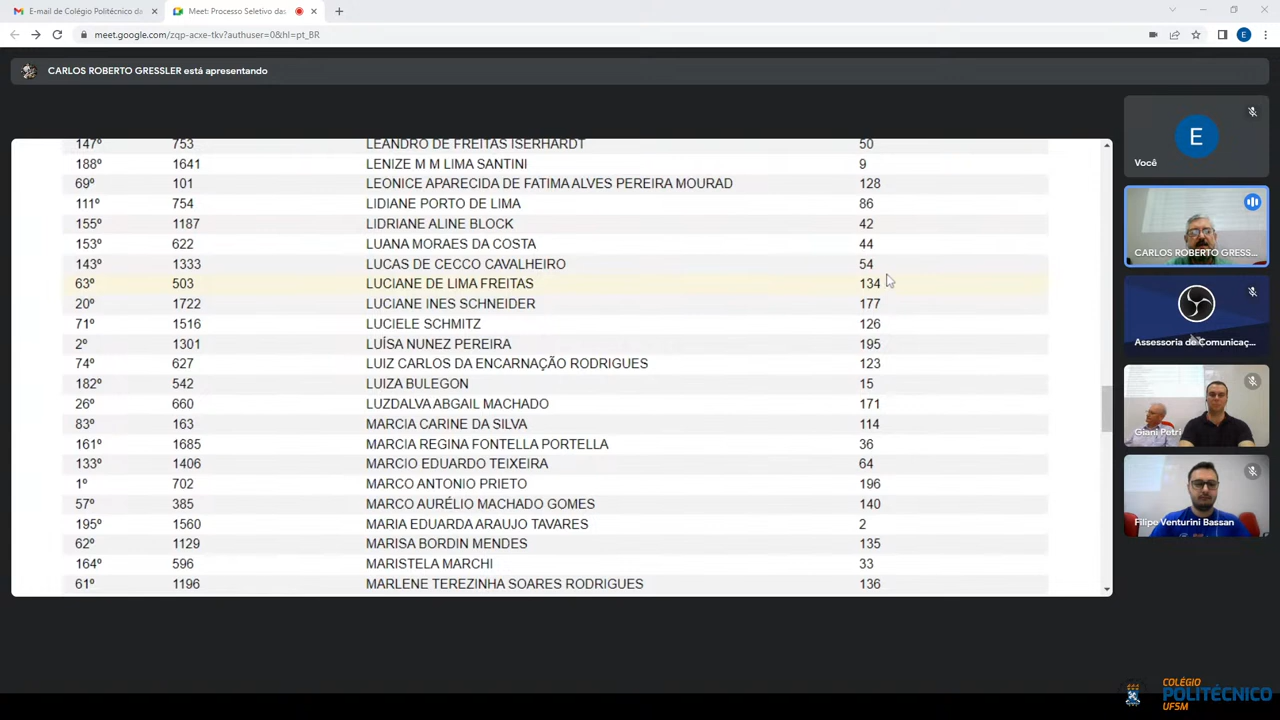 E-mail de Colégio Politécnico da
Meet: Processo Seletivo das
meet.google.com/zqp-acxe-tkv?authuser=0&hl=pt_BR
E
CARLOS ROBERTO GRESSLER está apresentando
147º 753 LEANDRO DE FREITAS ISERHARDT 50
188º 1641 LENIZE M M LIMA SANTINI 9
69º 101 LEONICE APARECIDA DE FATIMA ALVES PEREIRA MOURAD 128
111º 754 LIDIANE PORTO DE LIMA 86
155º 1187 LIDRIANE ALINE BLOCK 42
153º 622 LUANA MORAES DA COSTA 44
143º 1333 LUCAS DE CECCO CAVALHEIRO 54
63º 503 LUCIANE DE LIMA FREITAS 134
20º 1722 LUCIANE INES SCHNEIDER 177
71º 1516 LUCIELE SCHMITZ 126
2º 1301 LUÍSA NUNEZ PEREIRA 195
74º 627 LUIZ CARLOS DA ENCARNAÇÃO RODRIGUES 123
182º 542 LUIZA BULEGON 15
26º 660 LUZDALVA ABGAIL MACHADO 171
83º 163 MARCIA CARINE DA SILVA 114
161º 1685 MARCIA REGINA FONTELLA PORTELLA 36
133º 1406 MARCIO EDUARDO TEIXEIRA 64
1º 702 MARCO ANTONIO PRIETO 196
57º 385 MARCO AURÉLIO MACHADO GOMES 140
195º 1560 MARIA EDUARDA ARAUJO TAVARES 2
62º 1129 MARISA BORDIN MENDES 135
164º 596 MARISTELA MARCHI 33
61º 1196 MARLENE TEREZINHA SOARES RODRIGUES 136
E
Você
CARLOS ROBERTO GRESS...
Assessoria de Comunicaç...
Giani Petri
Filipe Venturini Bassan
COLÉGIO
POLITÉCNICO
UFSM